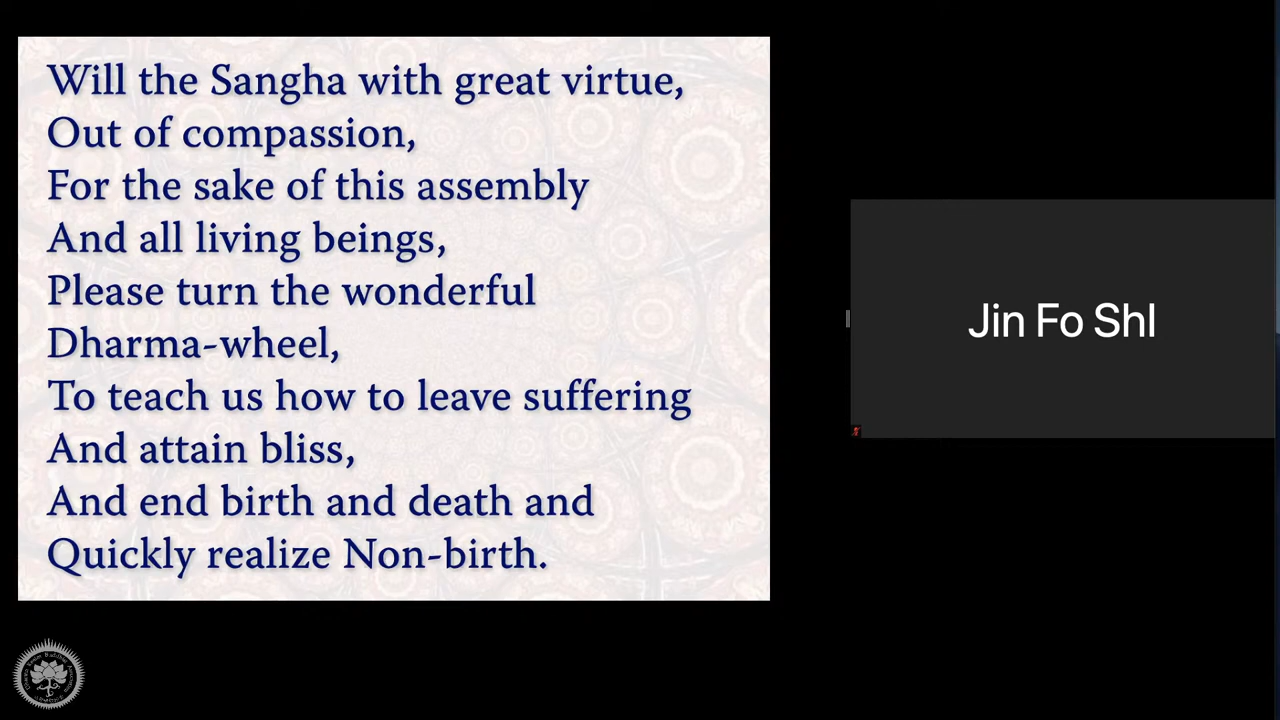 Will the Sangha with great virtue,
Out of compassion,
For the sake of this assembly
And all living beings,
Please turn the wonderful
Dharma-wheel,
To teach us how to leave suffering
And attain bliss,
And end birth and death and
Quickly realize Non-birth.
Jin Fo ShI